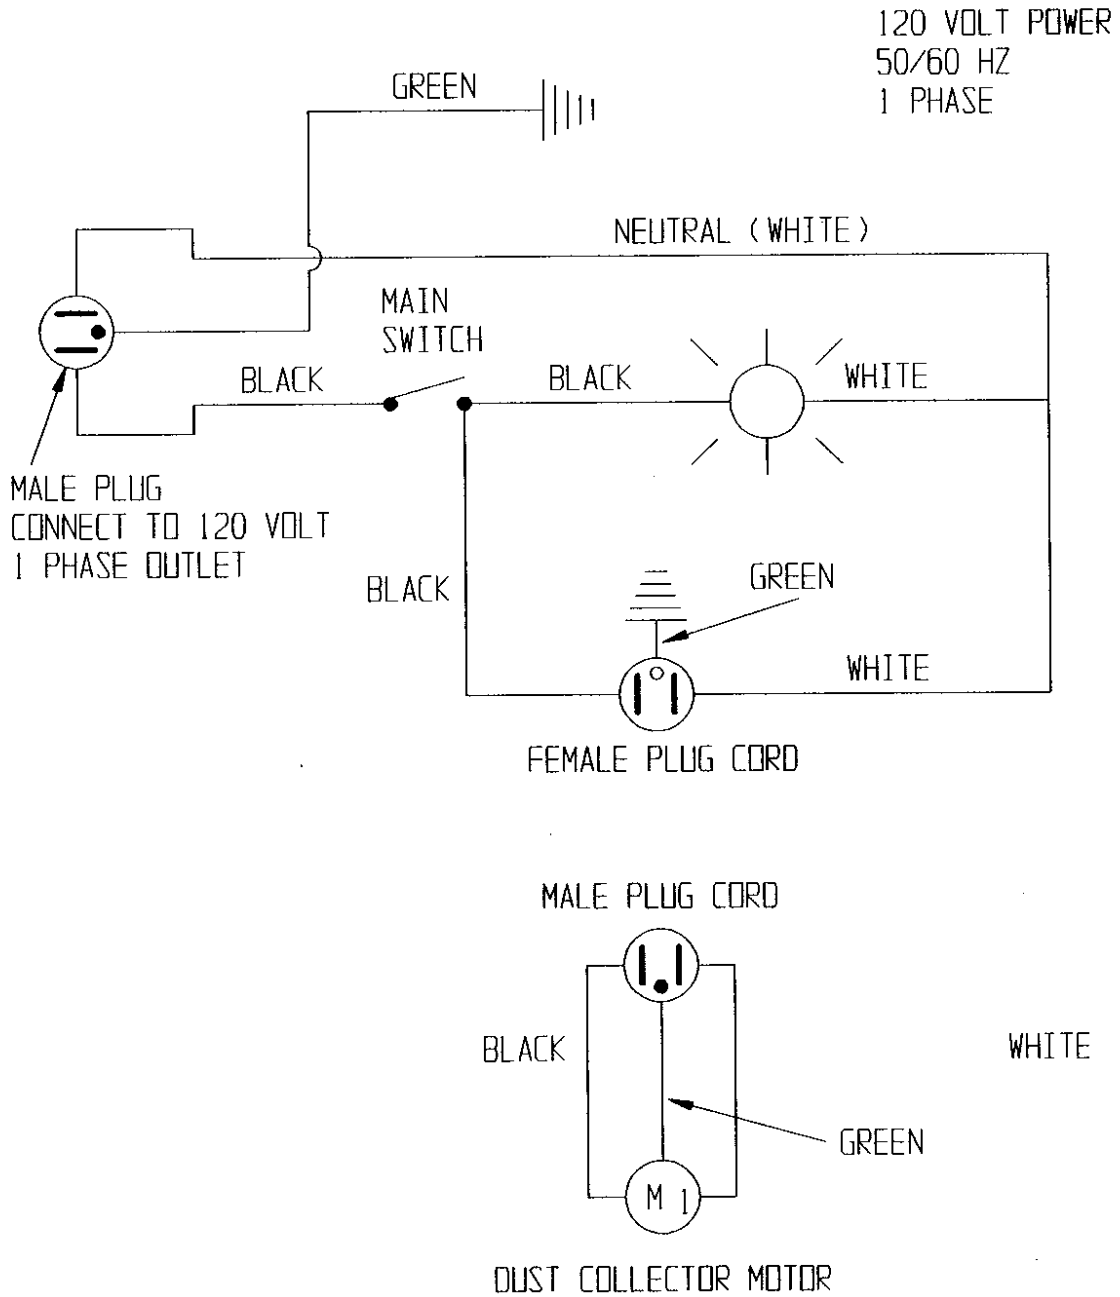 120 VOLT POWER
50/60 HZ
1 PHASE
GREEN
NEUTRAL (WHITE)
MAIN
SWITCH
BLACK
BLACK
WHITE
MALE PLUG
CONNECT TO 120 VOLT
1 PHASE OUTLET
BLACK
GREEN
WHITE
FEMALE PLUG CORD
MALE PLUG CORD
BLACK
WHITE
GREEN
M 1
DUST COLLECTOR MOTOR